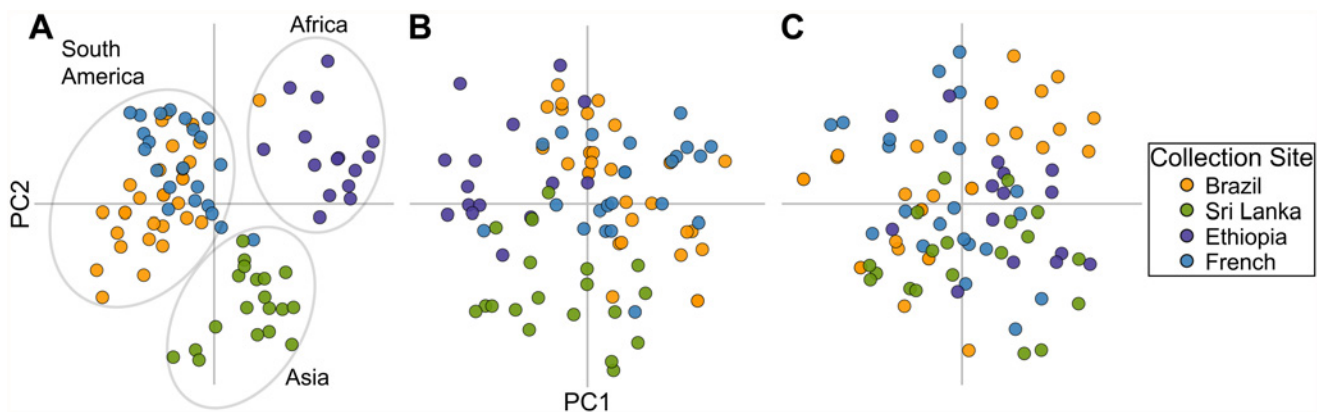 A
South
America
Africa
Asia
PC2
B
PC1
C
Collection Site
Brazil
Sri Lanka
Ethiopia
French